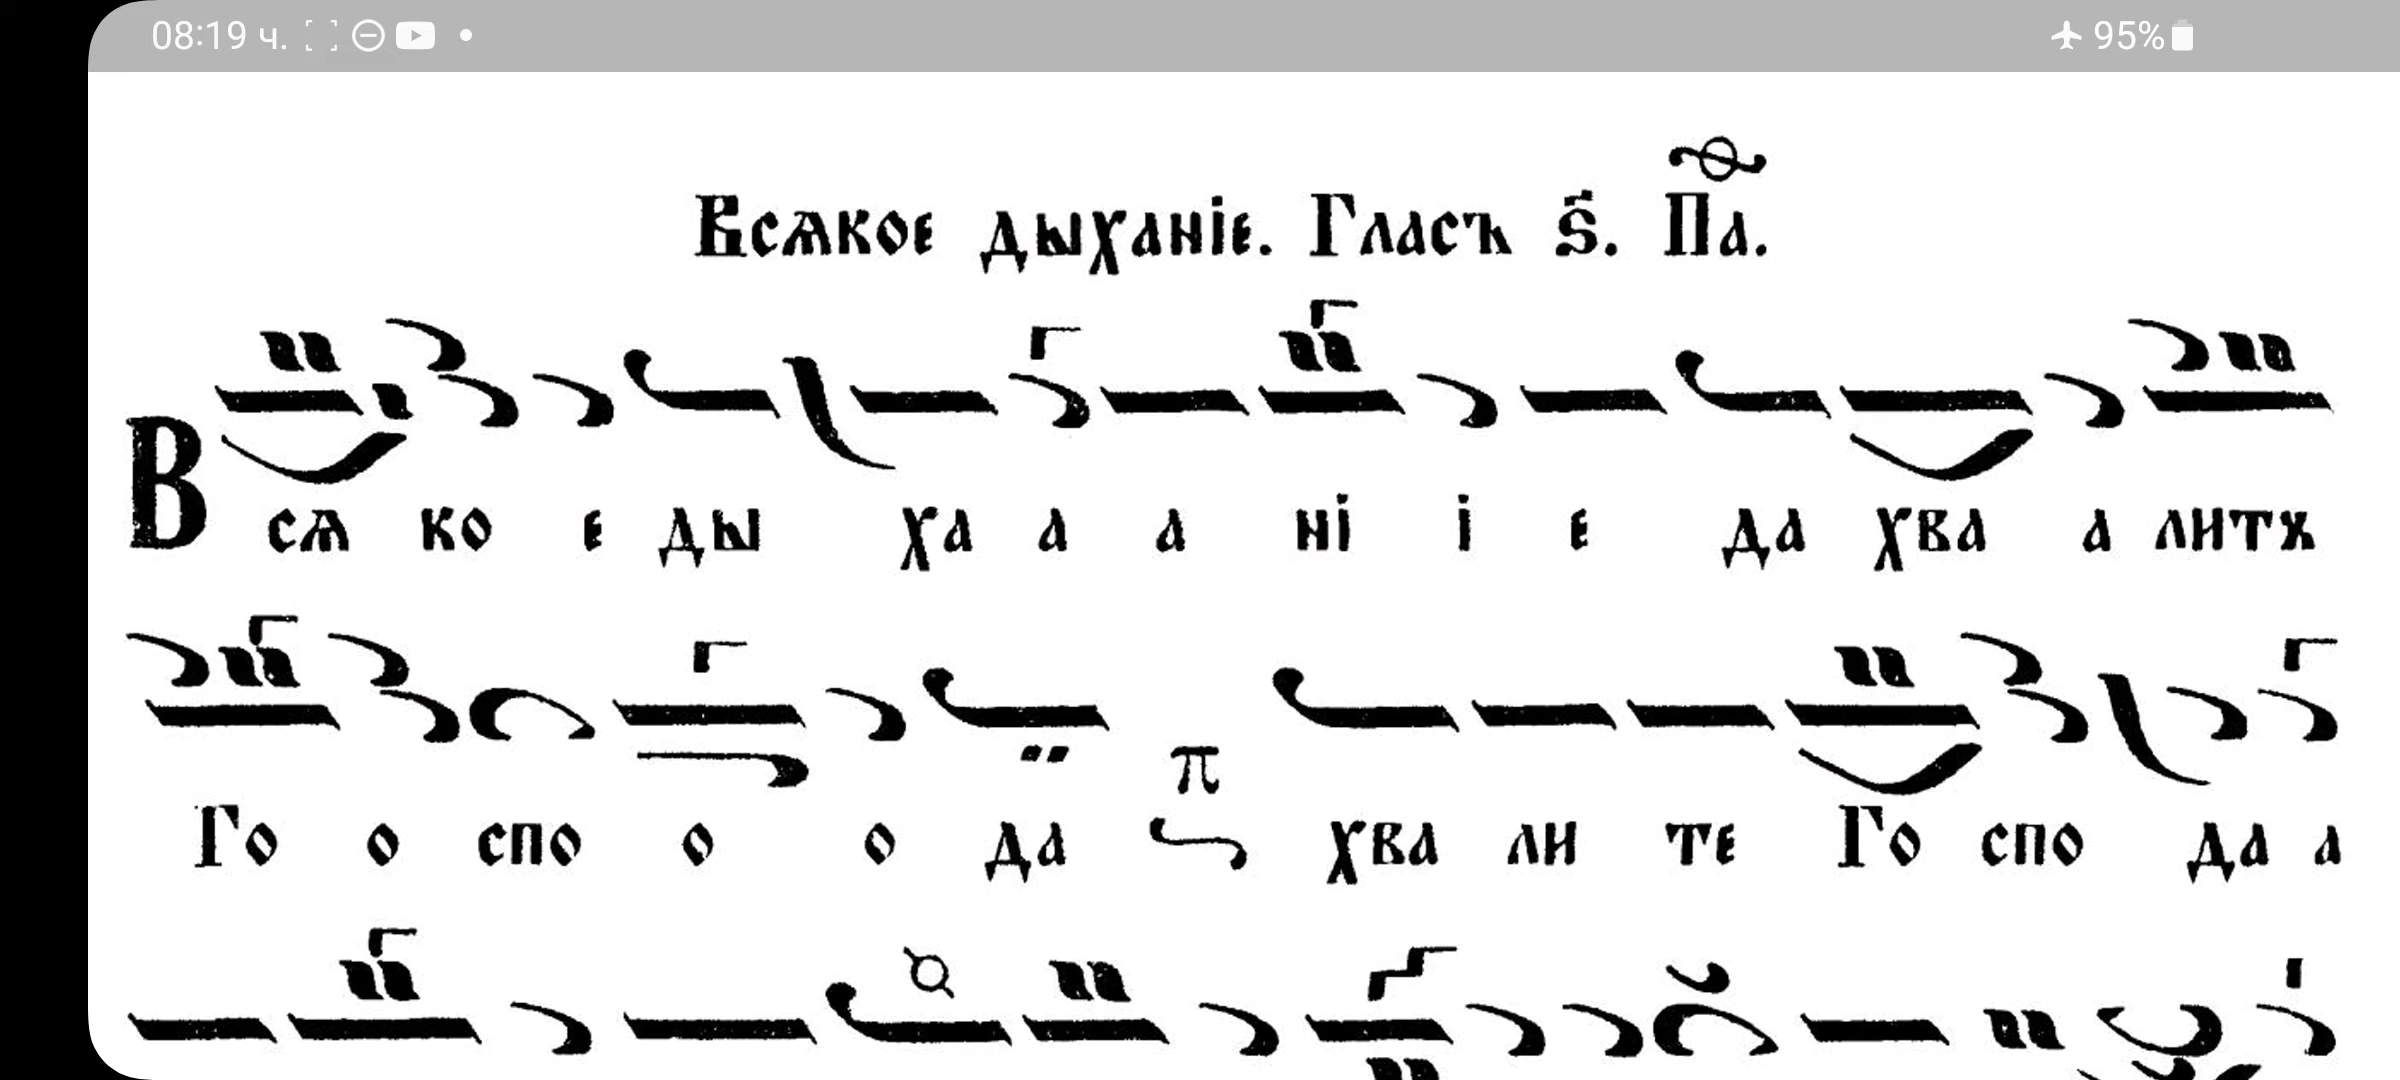 08:19 ч. 95%
Всѧкое дыханіе. Гласъ ѕ҃. Па.
В сѧ ко е ды ха а а ні і е да хва а литъ
Го о спо о о да π хва ли те Го спо да а